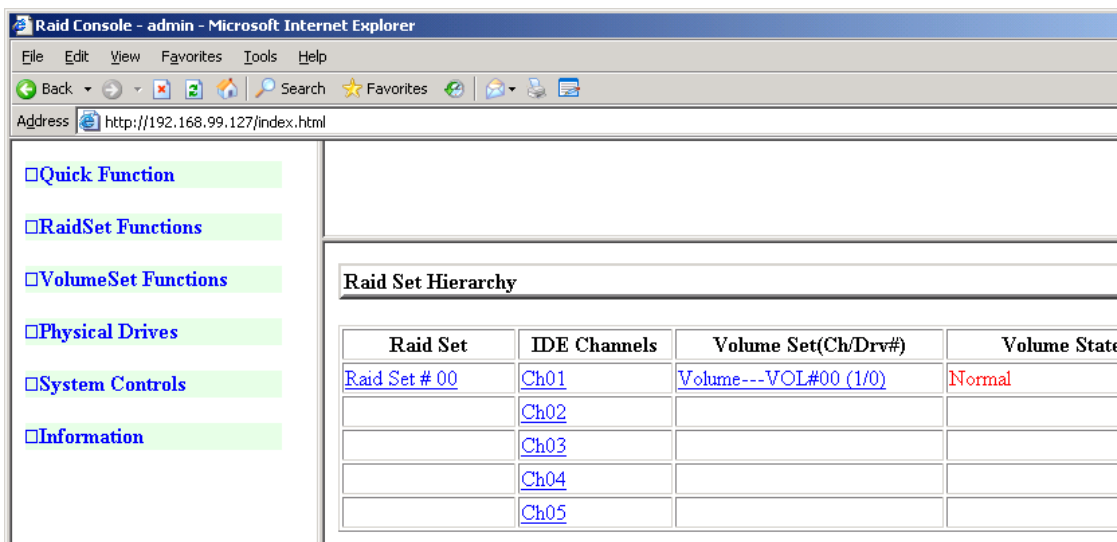 Raid Console - admin - Microsoft Internet Explorer
File Edit View Favorites Tools Help
Back Search Favorites
Address http://192.168.99.127/index.html
Quick Function
RaidSet Functions
VolumeSet Functions
Physical Drives
System Controls
Information
Raid Set Hierarchy
Raid Set IDE Channels Volume Set(Ch/Drv#) Volume State
Raid Set # 00 Ch01 Volume---VOL#00 (1/0) Normal
Ch02
Ch03
Ch04
Ch05